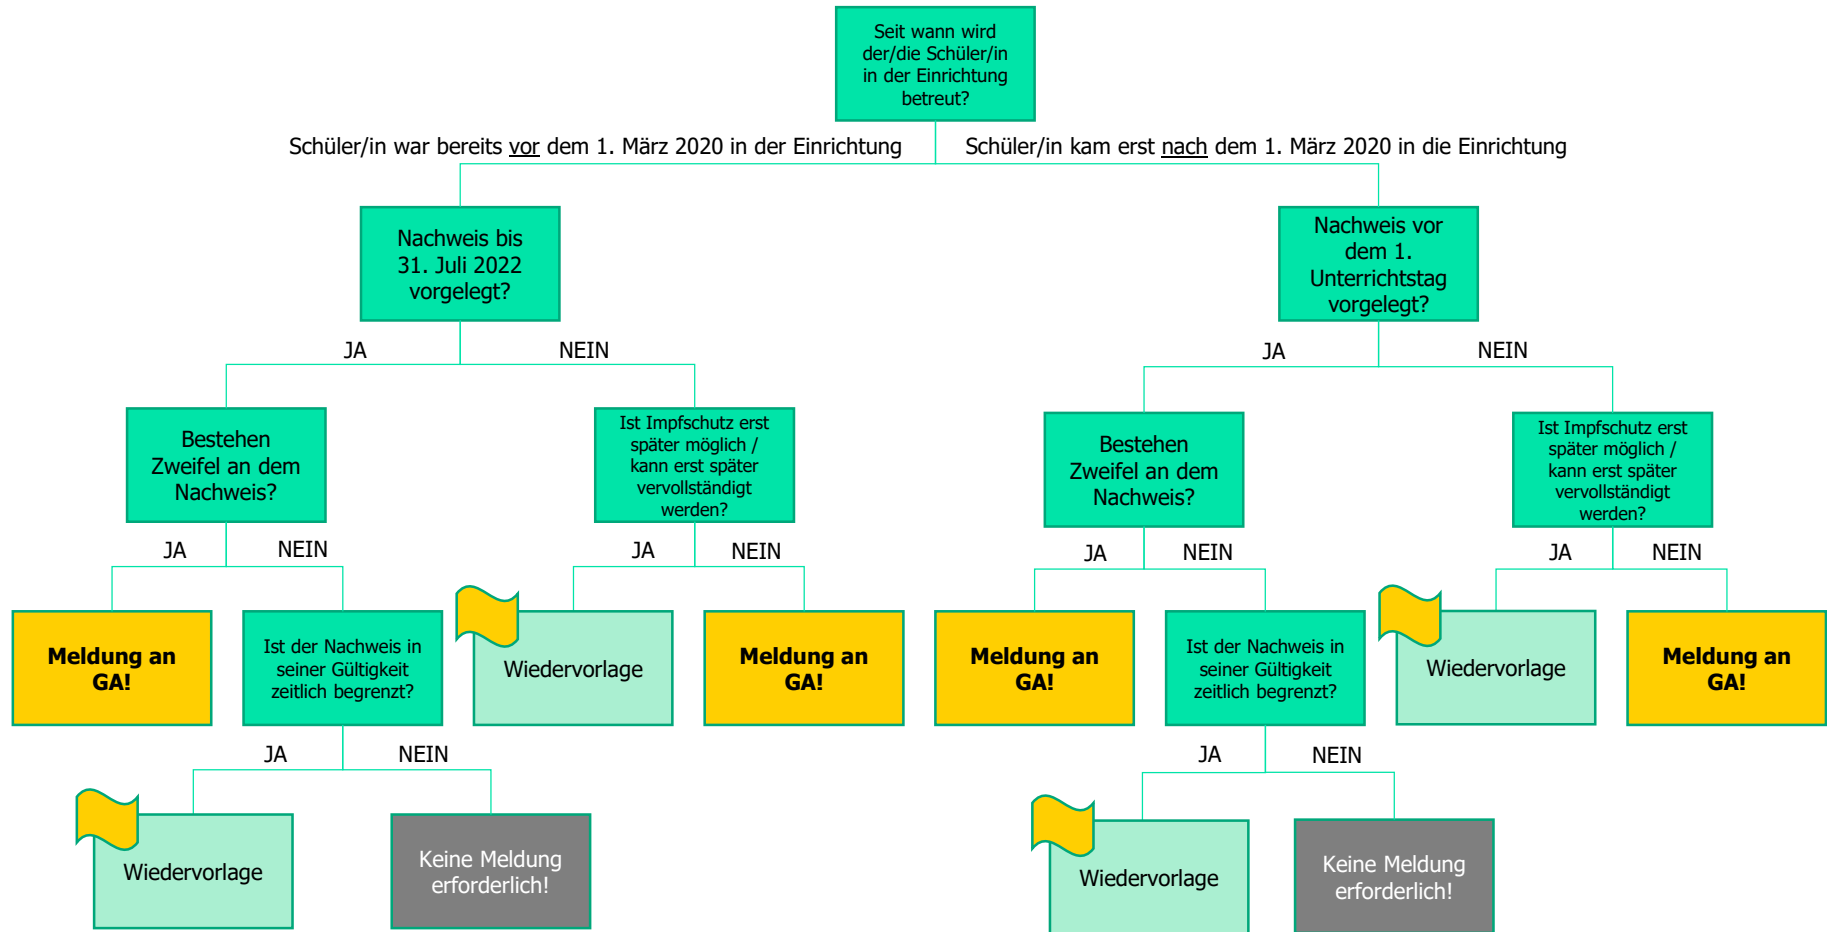 Seit wann wird
der/die Schüler/in
in der Einrichtung
betreut?
Schüler/in war bereits vor dem 1. März 2020 in der Einrichtung
Schüler/in kam erst nach dem 1. März 2020 in die Einrichtung
Nachweis bis
31. Juli 2022
vorgelegt?
Nachweis vor
dem 1.
Unterrichtstag
vorgelegt?
JA
NEIN
JA
NEIN
Bestehen
Zweifel an dem
Nachweis?
Ist Impfschutz erst
später möglich /
kann erst später
vervollständigt
werden?
Bestehen
Zweifel an dem
Nachweis?
Ist Impfschutz erst
später möglich /
kann erst später
vervollständigt
werden?
JA
NEIN
JA
NEIN
JA
NEIN
JA
NEIN
Meldung an
GA!
Ist der Nachweis in
seiner Gültigkeit
zeitlich begrenzt?
Wiedervorlage
Meldung an
GA!
Meldung an
GA!
Ist der Nachweis in
seiner Gültigkeit
zeitlich begrenzt?
Wiedervorlage
Meldung an
GA!
JA
NEIN
JA
NEIN
Wiedervorlage
Keine Meldung
erforderlich!
Wiedervorlage
Keine Meldung
erforderlich!